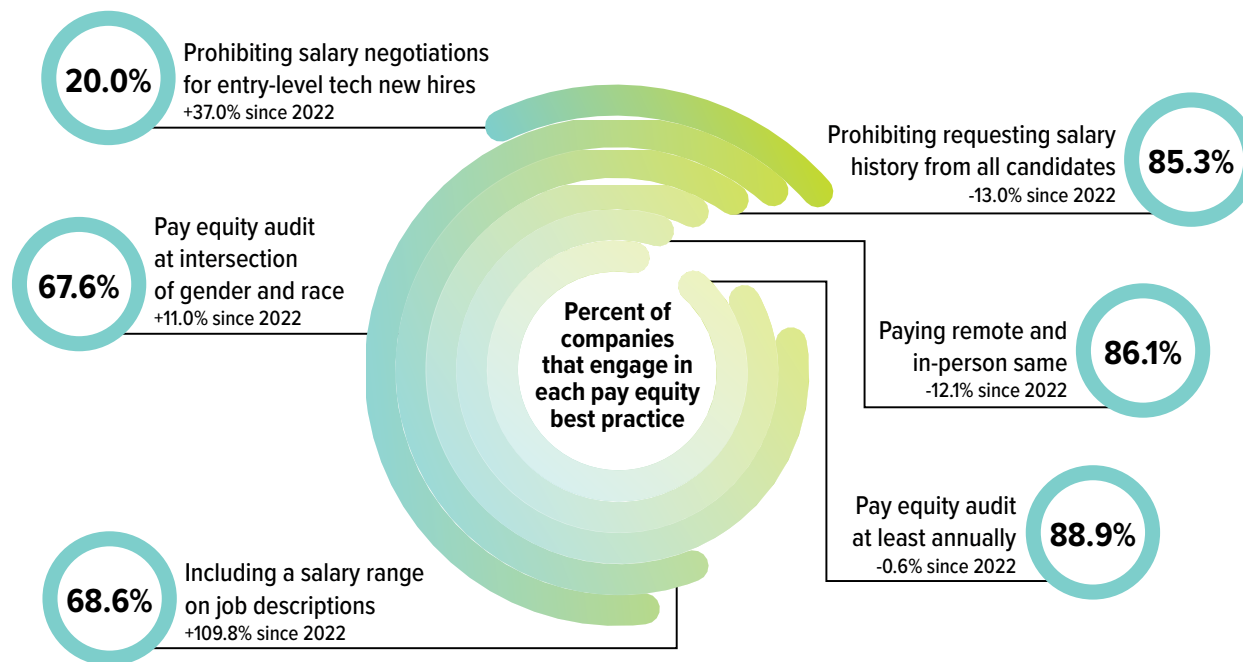 20.0%
Prohibiting salary negotiations
for entry-level tech new hires
+37.0% since 2022
67.6%
Pay equity audit
at intersection
of gender and race
+11.0% since 2022
68.6%
Including a salary range
on job descriptions
+109.8% since 2022
Percent of
companies
that engage in
each pay equity
best practice
Prohibiting requesting salary
history from all candidates
-13.0% since 2022
85.3%
Paying remote and
in-person same
-12.1% since 2022
86.1%
Pay equity audit
at least annually
-0.6% since 2022
88.9%